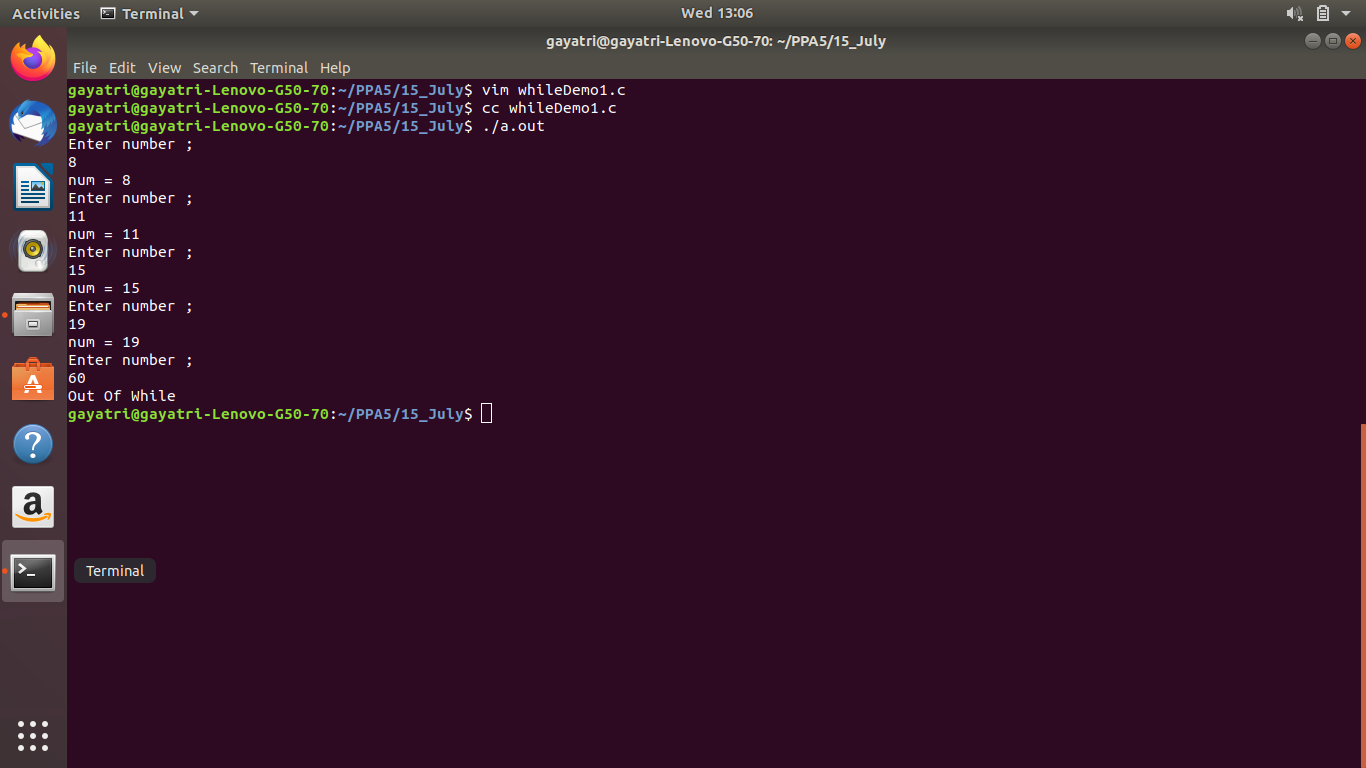 Activities Terminal Wed 13:06
gayatri@gayatri-Lenovo-G50-70: ~/PPA5/15_July
File Edit View Search Terminal Help
gayatri@gayatri-Lenovo-G50-70:~/PPA5/15_July$ vim whileDemo1.c
gayatri@gayatri-Lenovo-G50-70:~/PPA5/15_July$ cc whileDemo1.c
gayatri@gayatri-Lenovo-G50-70:~/PPA5/15_July$ ./a.out
Enter number ;
8
num = 8
Enter number ;
11
num = 11
Enter number ;
15
num = 15
Enter number ;
19
num = 19
Enter number ;
60
Out Of While
gayatri@gayatri-Lenovo-G50-70:~/PPA5/15_July$
Terminal